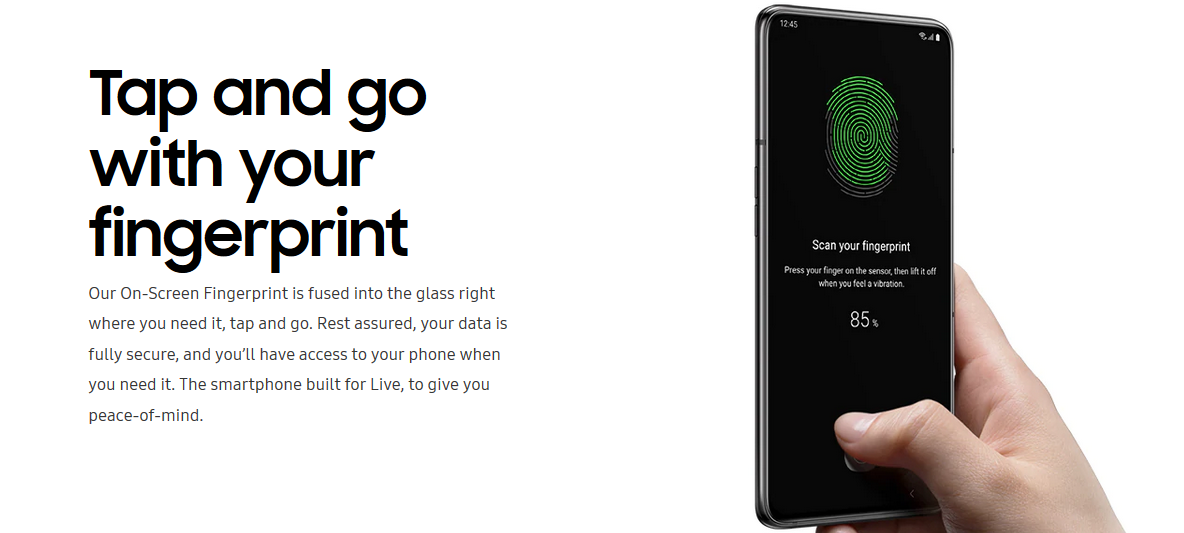 Tap and go
with your
fingerprint
Our On-Screen Fingerprint is fused into the glass right
where you need it, tap and go. Rest assured, your data is
fully secure, and you’ll have access to your phone when
you need it. The smartphone built for Live, to give you
peace-of-mind.
12:45
Scan your fingerprint
Press your finger on the sensor, then lift it off
when you feel a vibration.
85 %